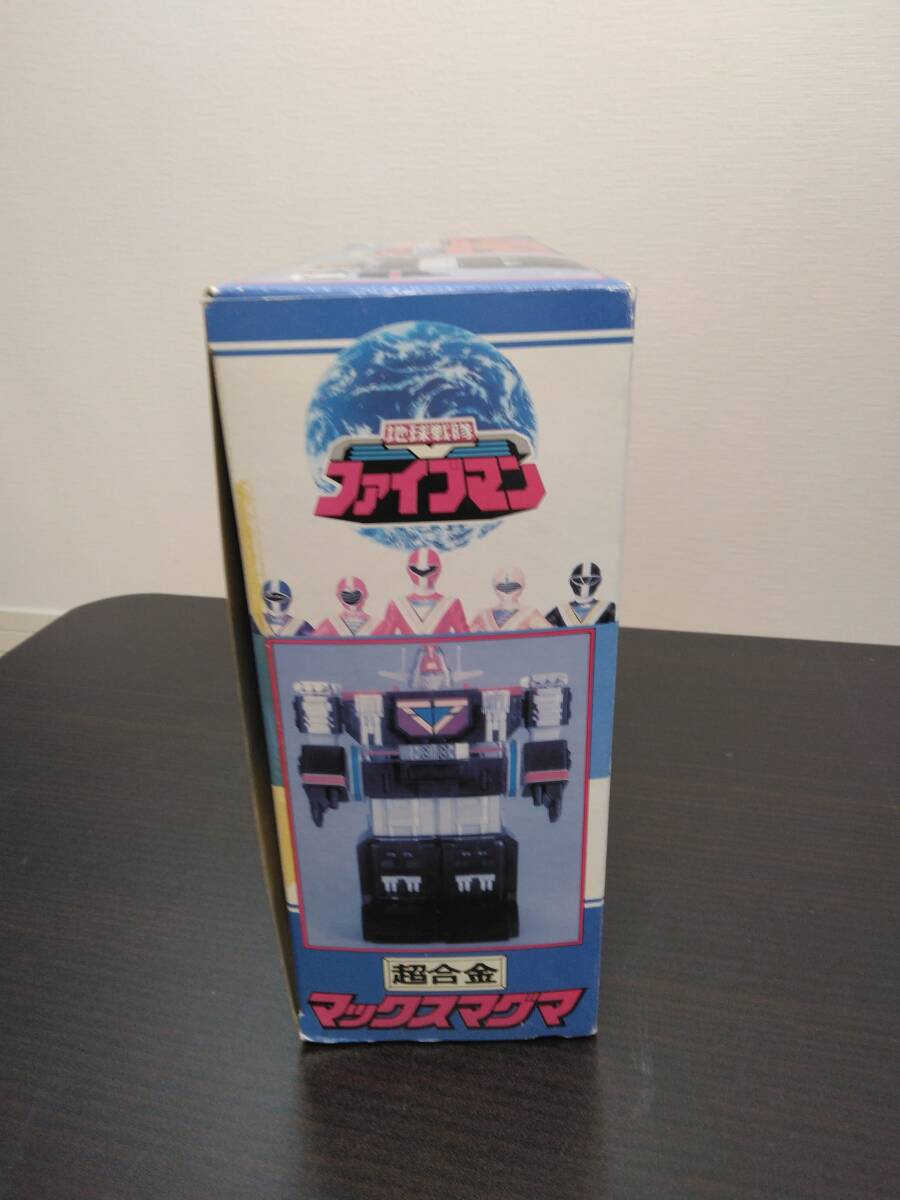 地球戦隊
ファイブマン
超合金
マックスマグマ